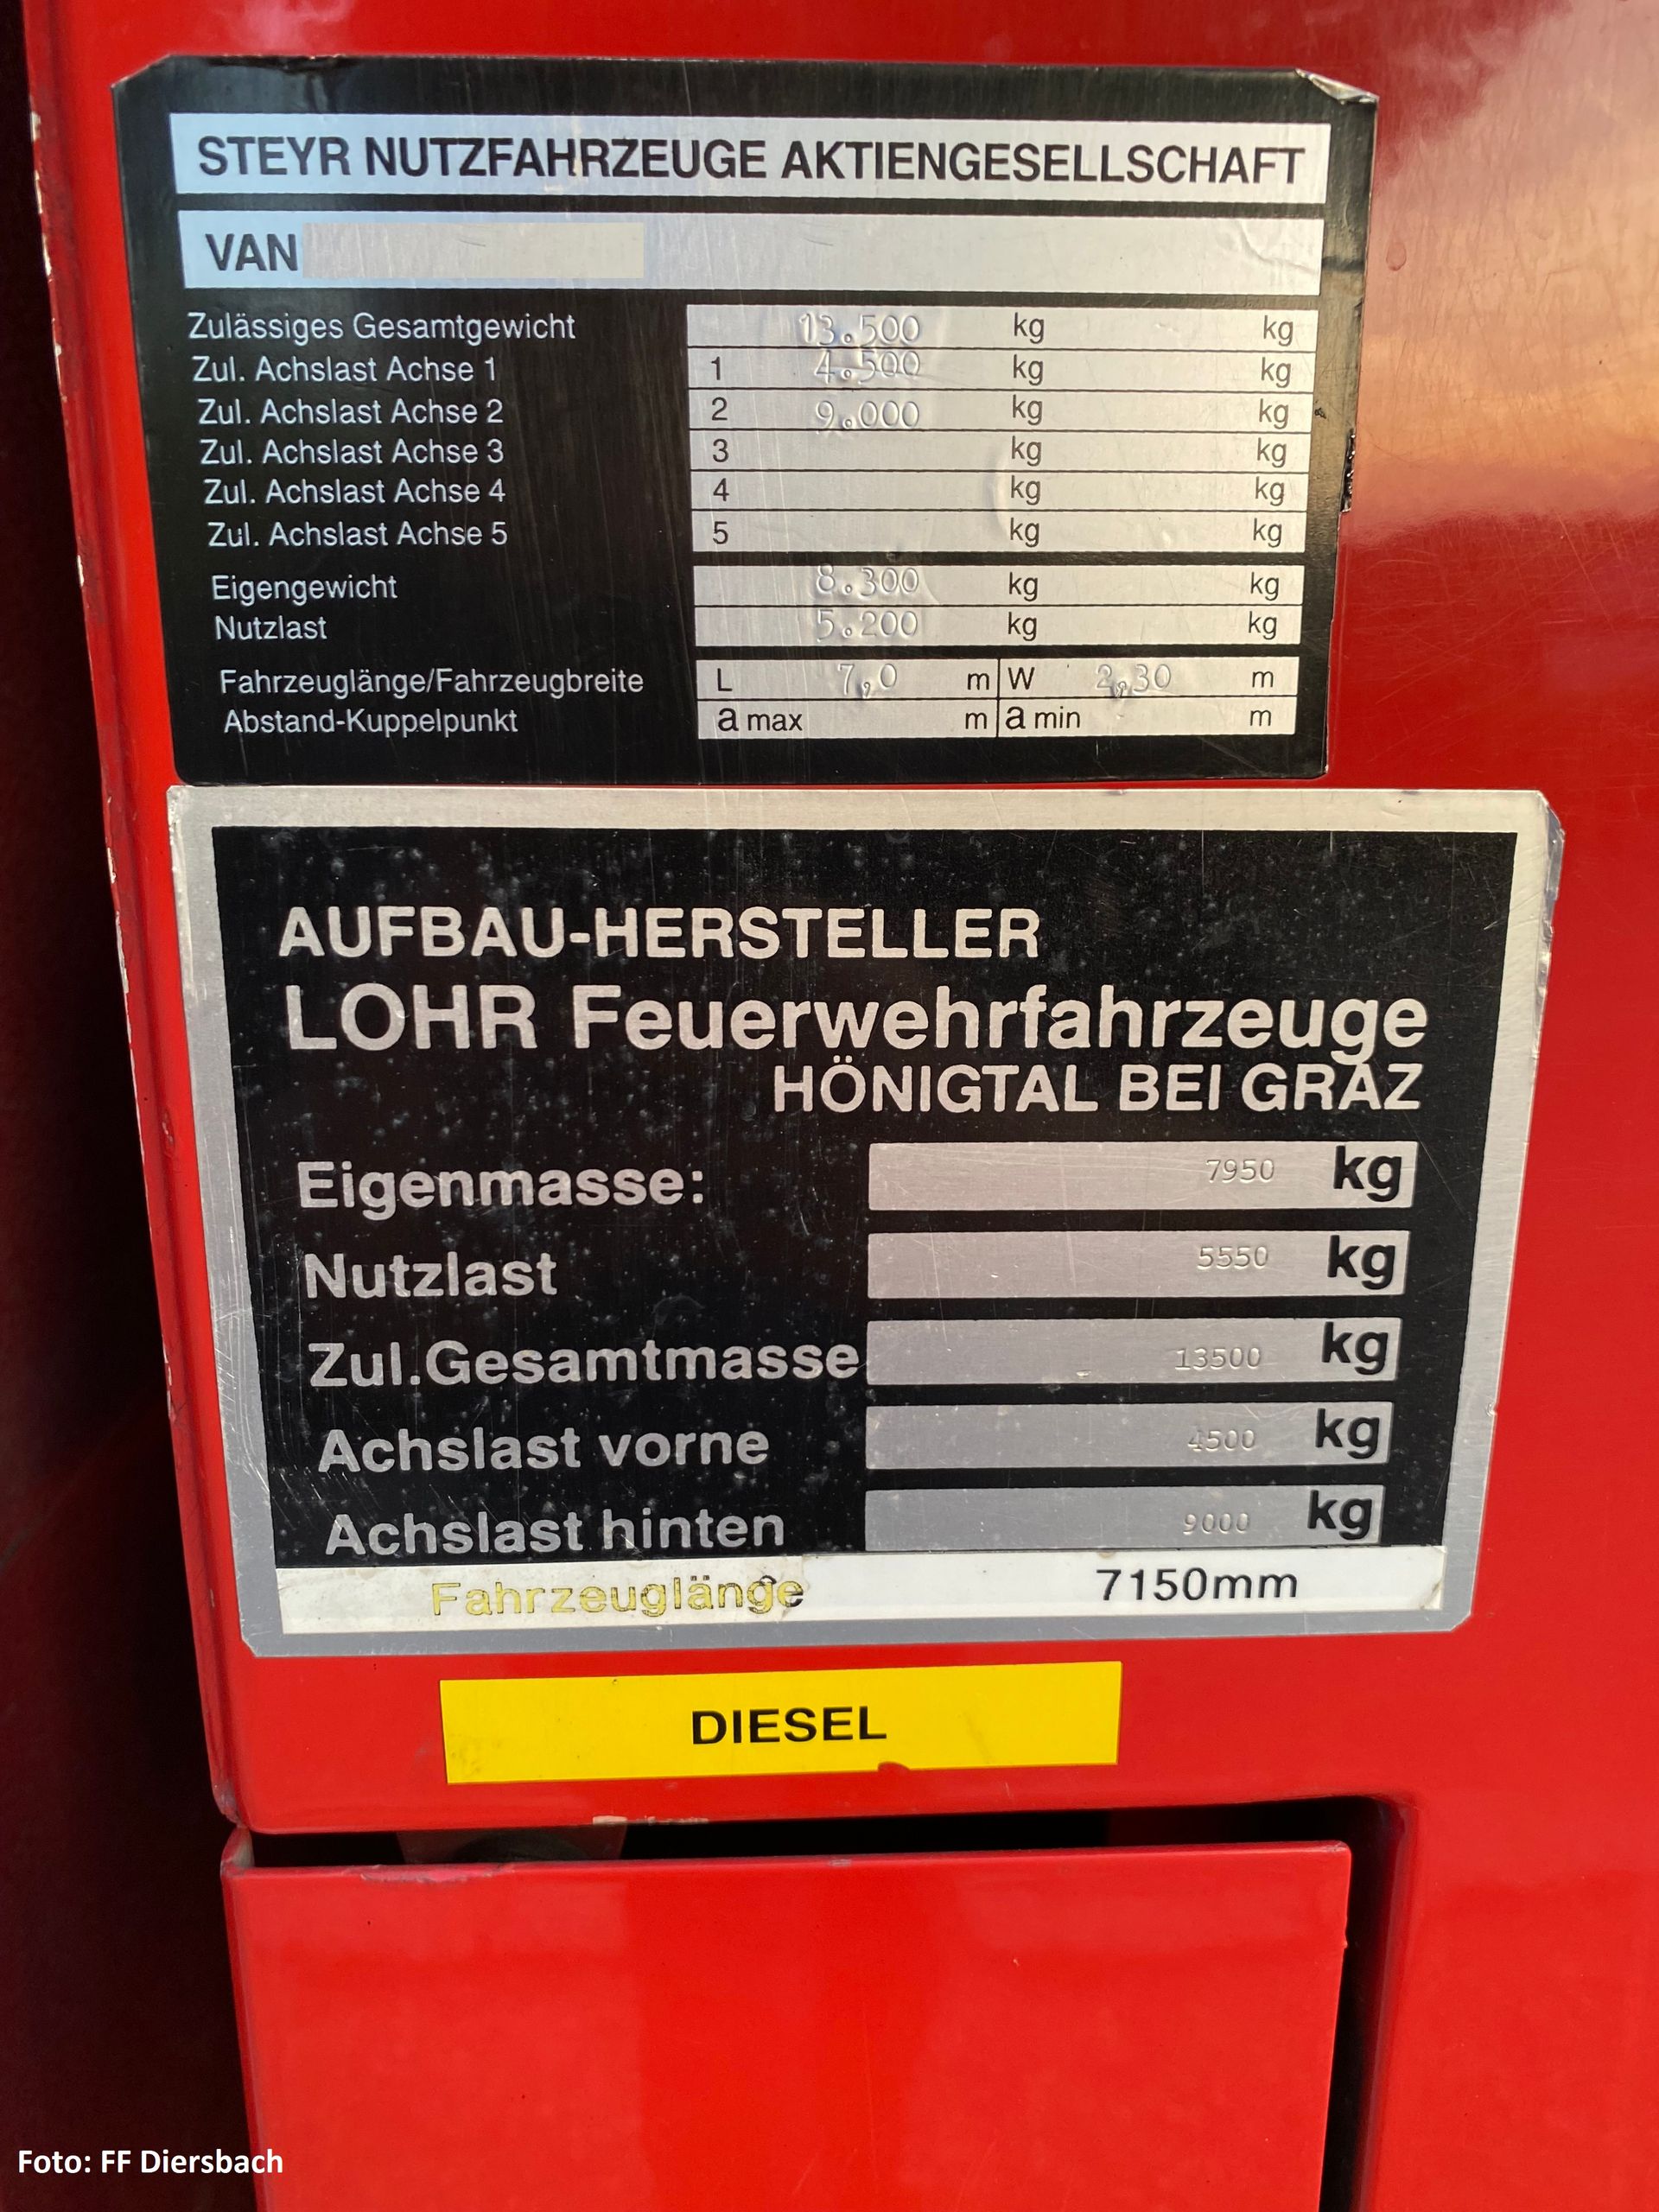 STEYR NUTZFAHRZEUGE AKTIENGESELLSCHAFT
VAN
Zulässiges Gesamtgewicht 13.500 kg kg
Zul. Achslast Achse 1 1 4.500 kg kg
Zul. Achslast Achse 2 2 9.000 kg kg
Zul. Achslast Achse 3 3 kg kg
Zul. Achslast Achse 4 4 kg kg
Zul. Achslast Achse 5 5 kg kg
Eigengewicht 8.300 kg kg
Nutzlast 5.200 kg kg
Fahrzeuglänge/Fahrzeugbreite L 7,0 m W 2,30 m
Abstand-Kuppelpunkt a max m a min m
AUFBAU-HERSTELLER
LOHR Feuerwehrfahrzeuge
HÖNIGTAL BEI GRAZ
Eigenmasse: 7950 kg
Nutzlast 5550 kg
Zul.Gesamtmasse 13500 kg
Achslast vorne 4500 kg
Achslast hinten 9000 kg
Fahrzeuglänge 7150mm
DIESEL
Foto: FF Diersbach